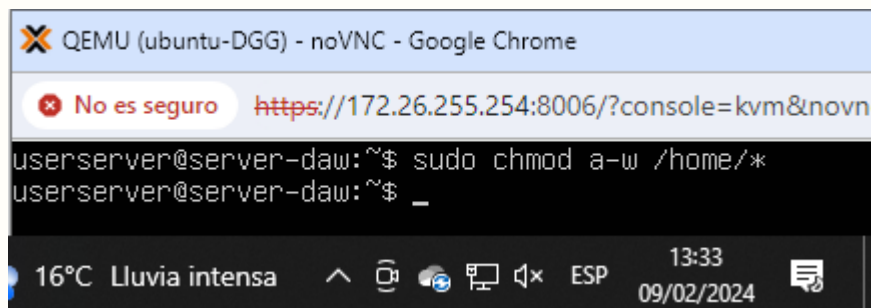 QEMU (ubuntu-DGG) - noVNC - Google Chrome
No es seguro https://172.26.255.254:8006/?console=kvm&novn
userserver@server-daw:~$ sudo chmod a-w /home/*
userserver@server-daw:~$ _
16°C Lluvia intensa ESP 13:33
09/02/2024